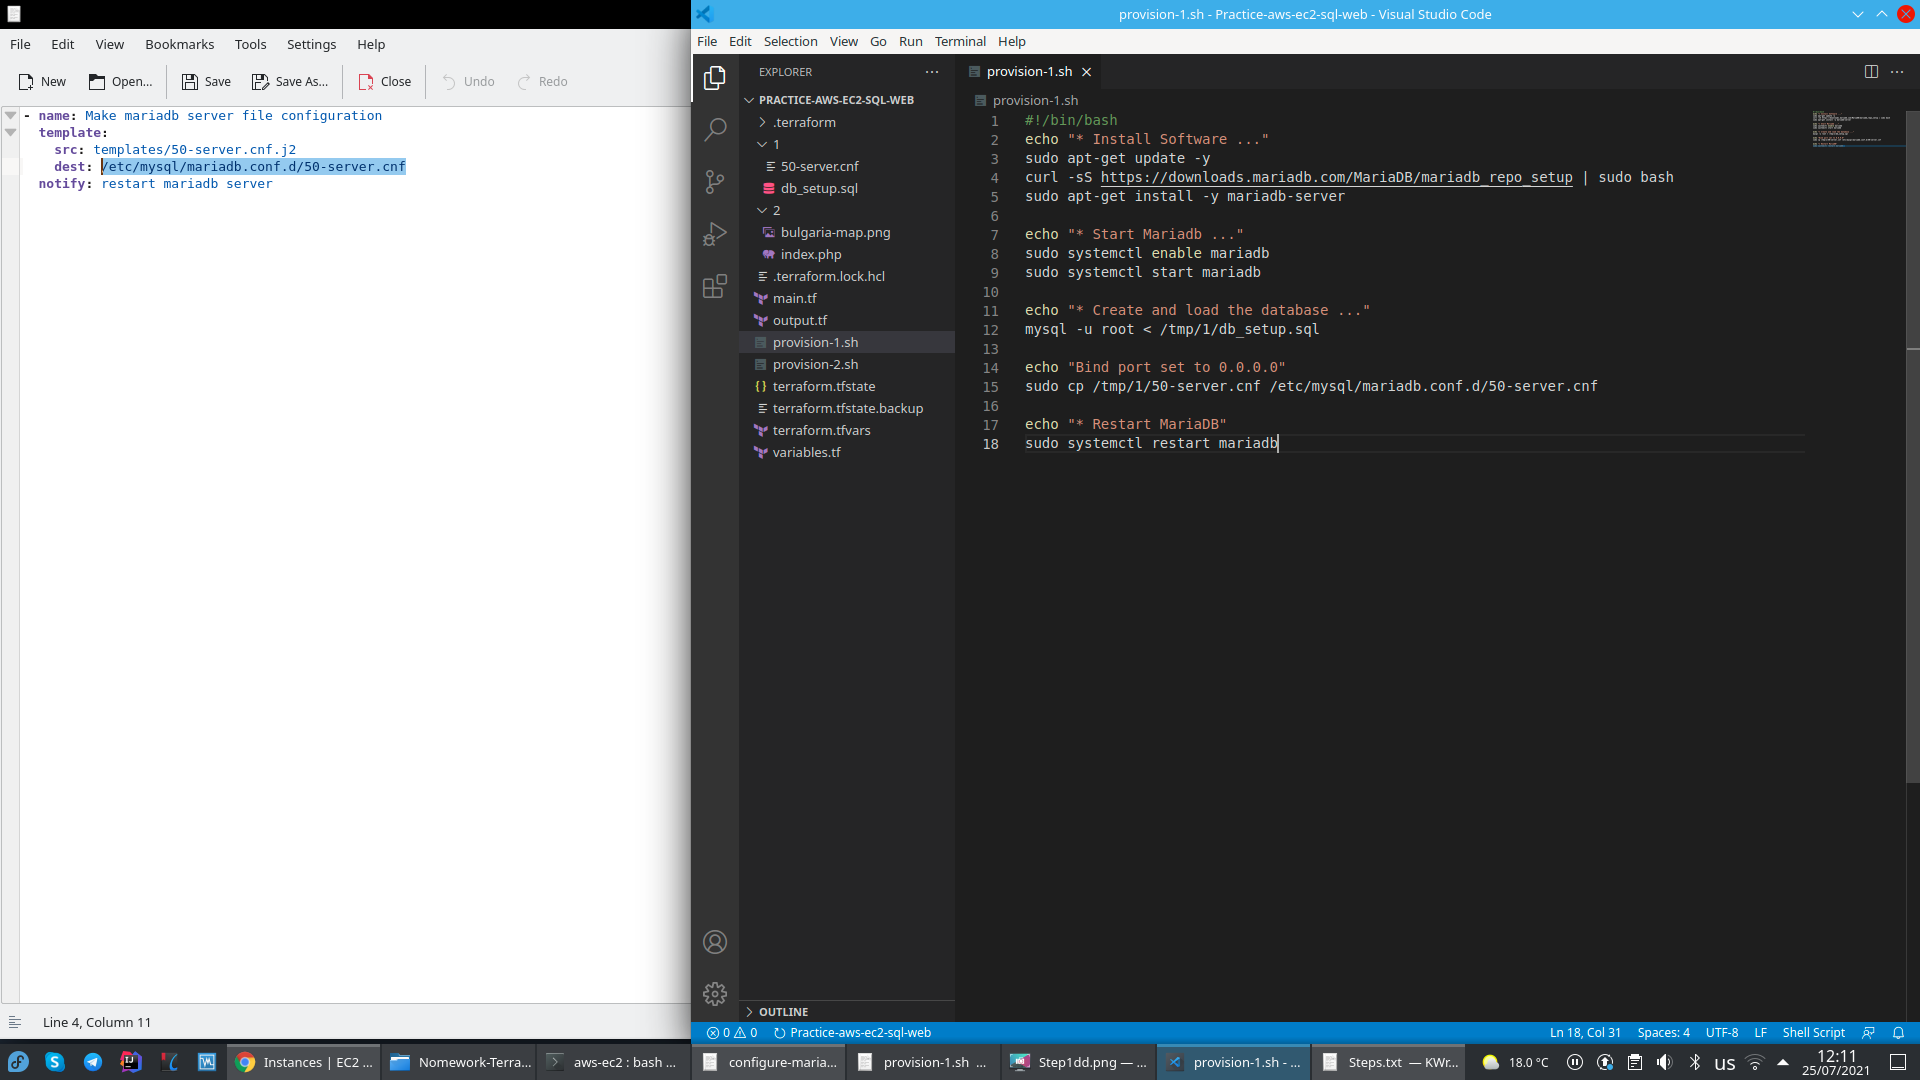 File Edit View Bookmarks Tools Settings Help
New Open... Save Save As... Close Undo Redo
- name: Make mariadb server file configuration
template:
src: templates/50-server.cnf.j2
dest: /etc/mysql/mariadb.conf.d/50-server.cnf
notify: restart mariadb server
Line 4, Column 11
provision-1.sh - Practice-aws-ec2-sql-web - Visual Studio Code
File Edit Selection View Go Run Terminal Help
EXPLORER
PRACTICE-AWS-EC2-SQL-WEB
.terraform
1
50-server.cnf
db_setup.sql
2
bulgaria-map.png
index.php
.terraform.lock.hcl
main.tf
output.tf
provision-1.sh
provision-2.sh
terraform.tfstate
terraform.tfstate.backup
terraform.tfvars
variables.tf
OUTLINE
provision-1.sh
provision-1.sh
1 #!/bin/bash
2 echo "* Install Software ..."
3 sudo apt-get update -y
4 curl -sS https://downloads.mariadb.com/MariaDB/mariadb_repo_setup | sudo bash
5 sudo apt-get install -y mariadb-server
6
7 echo "* Start Mariadb ..."
8 sudo systemctl enable mariadb
9 sudo systemctl start mariadb
10
11 echo "* Create and load the database ..."
12 mysql -u root < /tmp/1/db_setup.sql
13
14 echo "Bind port set to 0.0.0.0"
15 sudo cp /tmp/1/50-server.cnf /etc/mysql/mariadb.conf.d/50-server.cnf
16
17 echo "* Restart MariaDB"
18 sudo systemctl restart mariadb
0 0 Practice-aws-ec2-sql-web Ln 18, Col 31 Spaces: 4 UTF-8 LF Shell Script
Instances | EC2 ... Nomework-Terra... aws-ec2 : bash ... configure-maria... provision-1.sh ... Step1dd.png — ... provision-1.sh - ... Steps.txt — KWr... 18.0 °C us 12:11
25/07/2021